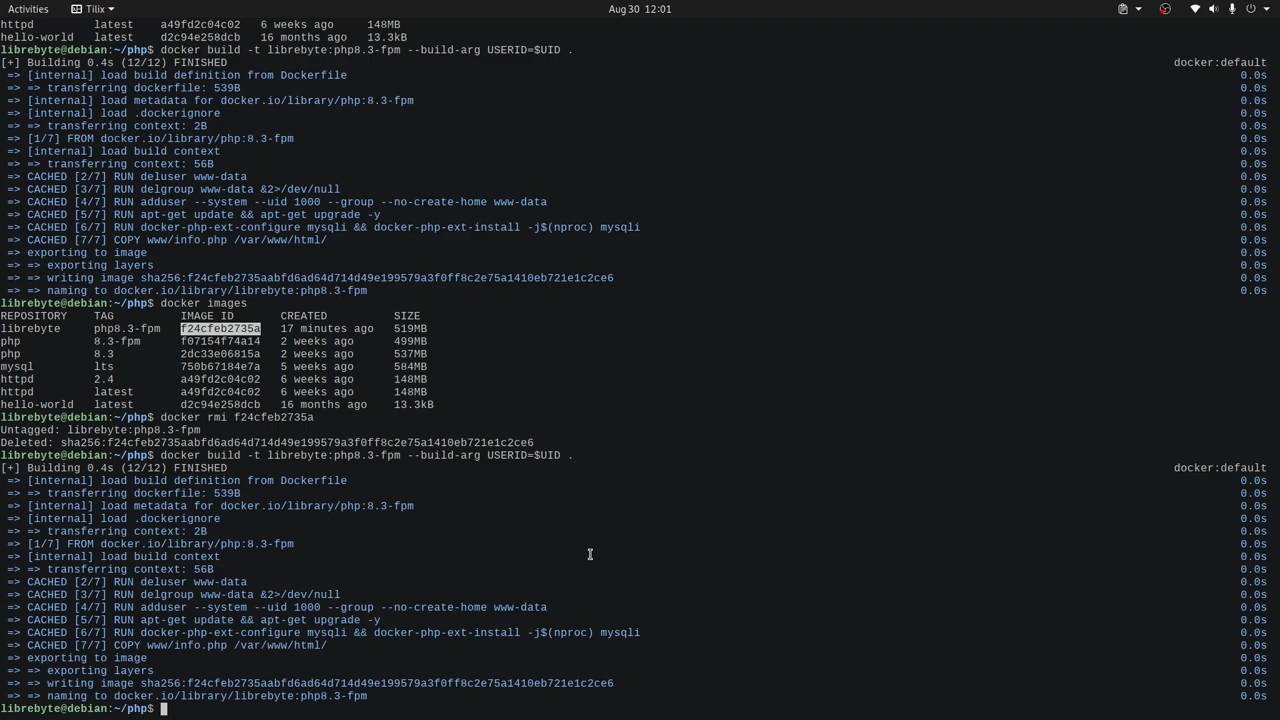 Activities Tilix Aug 30 12:01
httpd latest a49fd2c04c02 6 weeks ago 148MB
hello-world latest d2c94e258dcb 16 months ago 13.3kB
librebyte@debian:~/php$ docker build -t librebyte:php8.3-fpm --build-arg USERID=$UID .
[+] Building 0.4s (12/12) FINISHED docker:default
=> [internal] load build definition from Dockerfile 0.0s
=> => transferring dockerfile: 539B 0.0s
=> [internal] load metadata for docker.io/library/php:8.3-fpm 0.0s
=> [internal] load .dockerignore 0.0s
=> => transferring context: 2B 0.0s
=> [1/7] FROM docker.io/library/php:8.3-fpm 0.0s
=> [internal] load build context 0.0s
=> => transferring context: 56B 0.0s
=> CACHED [2/7] RUN deluser www-data 0.0s
=> CACHED [3/7] RUN delgroup www-data &2>/dev/null 0.0s
=> CACHED [4/7] RUN adduser --system --uid 1000 --group --no-create-home www-data 0.0s
=> CACHED [5/7] RUN apt-get update && apt-get upgrade -y 0.0s
=> CACHED [6/7] RUN docker-php-ext-configure mysqli && docker-php-ext-install -j$(nproc) mysqli 0.0s
=> CACHED [7/7] COPY www/info.php /var/www/html/ 0.0s
=> exporting to image 0.0s
=> => exporting layers 0.0s
=> => writing image sha256:f24cfeb2735aabfd6ad64d714d49e199579a3f0ff8c2e75a1410eb721e1c2ce6 0.0s
=> => naming to docker.io/library/librebyte:php8.3-fpm 0.0s
librebyte@debian:~/php$ docker images
REPOSITORY TAG IMAGE ID CREATED SIZE
librebyte php8.3-fpm f24cfeb2735a 17 minutes ago 519MB
php 8.3-fpm f07154f74a14 2 weeks ago 499MB
php 8.3 2dc33e06815a 2 weeks ago 537MB
mysql lts 750b67184e7a 5 weeks ago 584MB
httpd 2.4 a49fd2c04c02 6 weeks ago 148MB
httpd latest a49fd2c04c02 6 weeks ago 148MB
hello-world latest d2c94e258dcb 16 months ago 13.3kB
librebyte@debian:~/php$ docker rmi f24cfeb2735a
Untagged: librebyte:php8.3-fpm
Deleted: sha256:f24cfeb2735aabfd6ad64d714d49e199579a3f0ff8c2e75a1410eb721e1c2ce6
librebyte@debian:~/php$ docker build -t librebyte:php8.3-fpm --build-arg USERID=$UID .
[+] Building 0.4s (12/12) FINISHED docker:default
=> [internal] load build definition from Dockerfile 0.0s
=> => transferring dockerfile: 539B 0.0s
=> [internal] load metadata for docker.io/library/php:8.3-fpm 0.0s
=> [internal] load .dockerignore 0.0s
=> => transferring context: 2B 0.0s
=> [1/7] FROM docker.io/library/php:8.3-fpm 0.0s
=> [internal] load build context 0.0s
=> => transferring context: 56B 0.0s
=> CACHED [2/7] RUN deluser www-data 0.0s
=> CACHED [3/7] RUN delgroup www-data &2>/dev/null 0.0s
=> CACHED [4/7] RUN adduser --system --uid 1000 --group --no-create-home www-data 0.0s
=> CACHED [5/7] RUN apt-get update && apt-get upgrade -y 0.0s
=> CACHED [6/7] RUN docker-php-ext-configure mysqli && docker-php-ext-install -j$(nproc) mysqli 0.0s
=> CACHED [7/7] COPY www/info.php /var/www/html/ 0.0s
=> exporting to image 0.0s
=> => exporting layers 0.0s
=> => writing image sha256:f24cfeb2735aabfd6ad64d714d49e199579a3f0ff8c2e75a1410eb721e1c2ce6 0.0s
=> => naming to docker.io/library/librebyte:php8.3-fpm 0.0s
librebyte@debian:~/php$